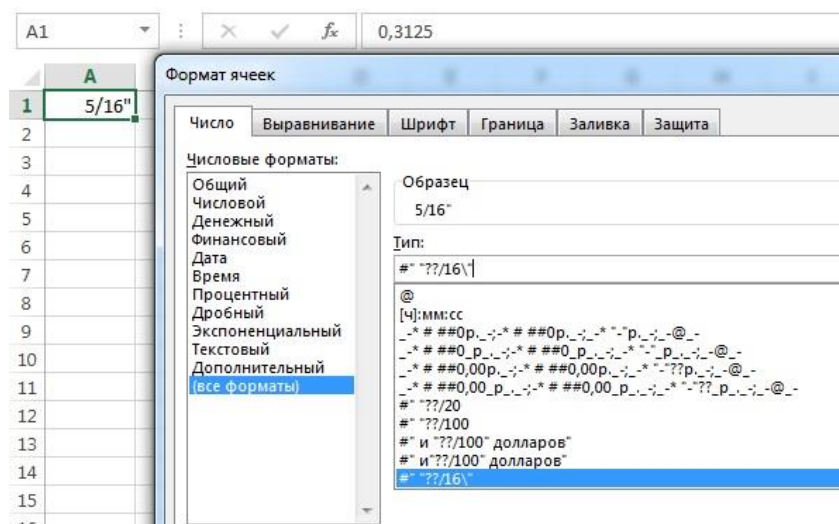 A1 fx 0,3125
A
Формат ячеек
1 5/16"
2
3
4
5
6
7
8
9
10
11
12
13
14
15
Число Выравнивание Шрифт Граница Заливка Защита
Числовые форматы:
Общий
Числовой
Денежный
Финансовый
Дата
Время
Процентный
Дробный
Экспоненциальный
Текстовый
Дополнительный
(все форматы)
Образец
5/16"
Тип:
#" "??/16\"
@
[ч]:мм:сс
_-* # ##0р._-;-* # ##0р._-;_-* "-"р._-;_-@_-
_-* # ##0_р_._-;-* # ##0_р_._-;_-* "-"_р_._-;_-@_-
_-* # ##0,00р._-;-* # ##0,00р._-;_-* "-"??р._-;_-@_-
_-* # ##0,00_р_._-;-* # ##0,00_р_._-;_-* "-"??_р_._-;_-@_-
#" "??/20
#" "??/100
#" и "??/100" долларов"
#" и"??/100" долларов"
#" "??/16\"